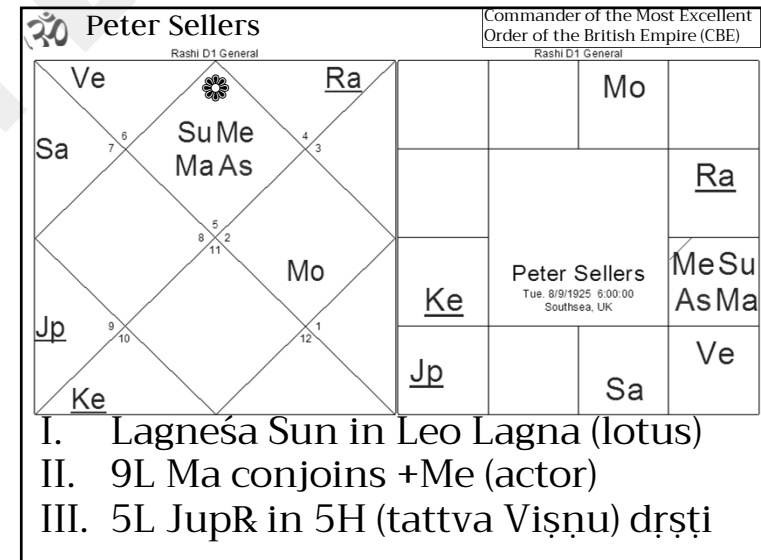 ॐ Peter Sellers
Commander of the Most Excellent
Order of the British Empire (CBE)
Rashi D1 General
Ve
Ra
Su Me
Ma As
Sa
6
7
4
3
5
8 2
11
Mo
Jp
9
10
1
12
Ke
Rashi D1 General
Mo
Ra
Me Su
As Ma
Ke
Peter Sellers
Tue. 8/9/1925 6:00:00
Southsea, UK
Jp
Sa
Ve
I. Lagneśa Sun in Leo Lagna (lotus)
II. 9L Ma conjoins +Me (actor)
III. 5L Jup℞ in 5H (tattva Viṣṇu) dṛṣṭi